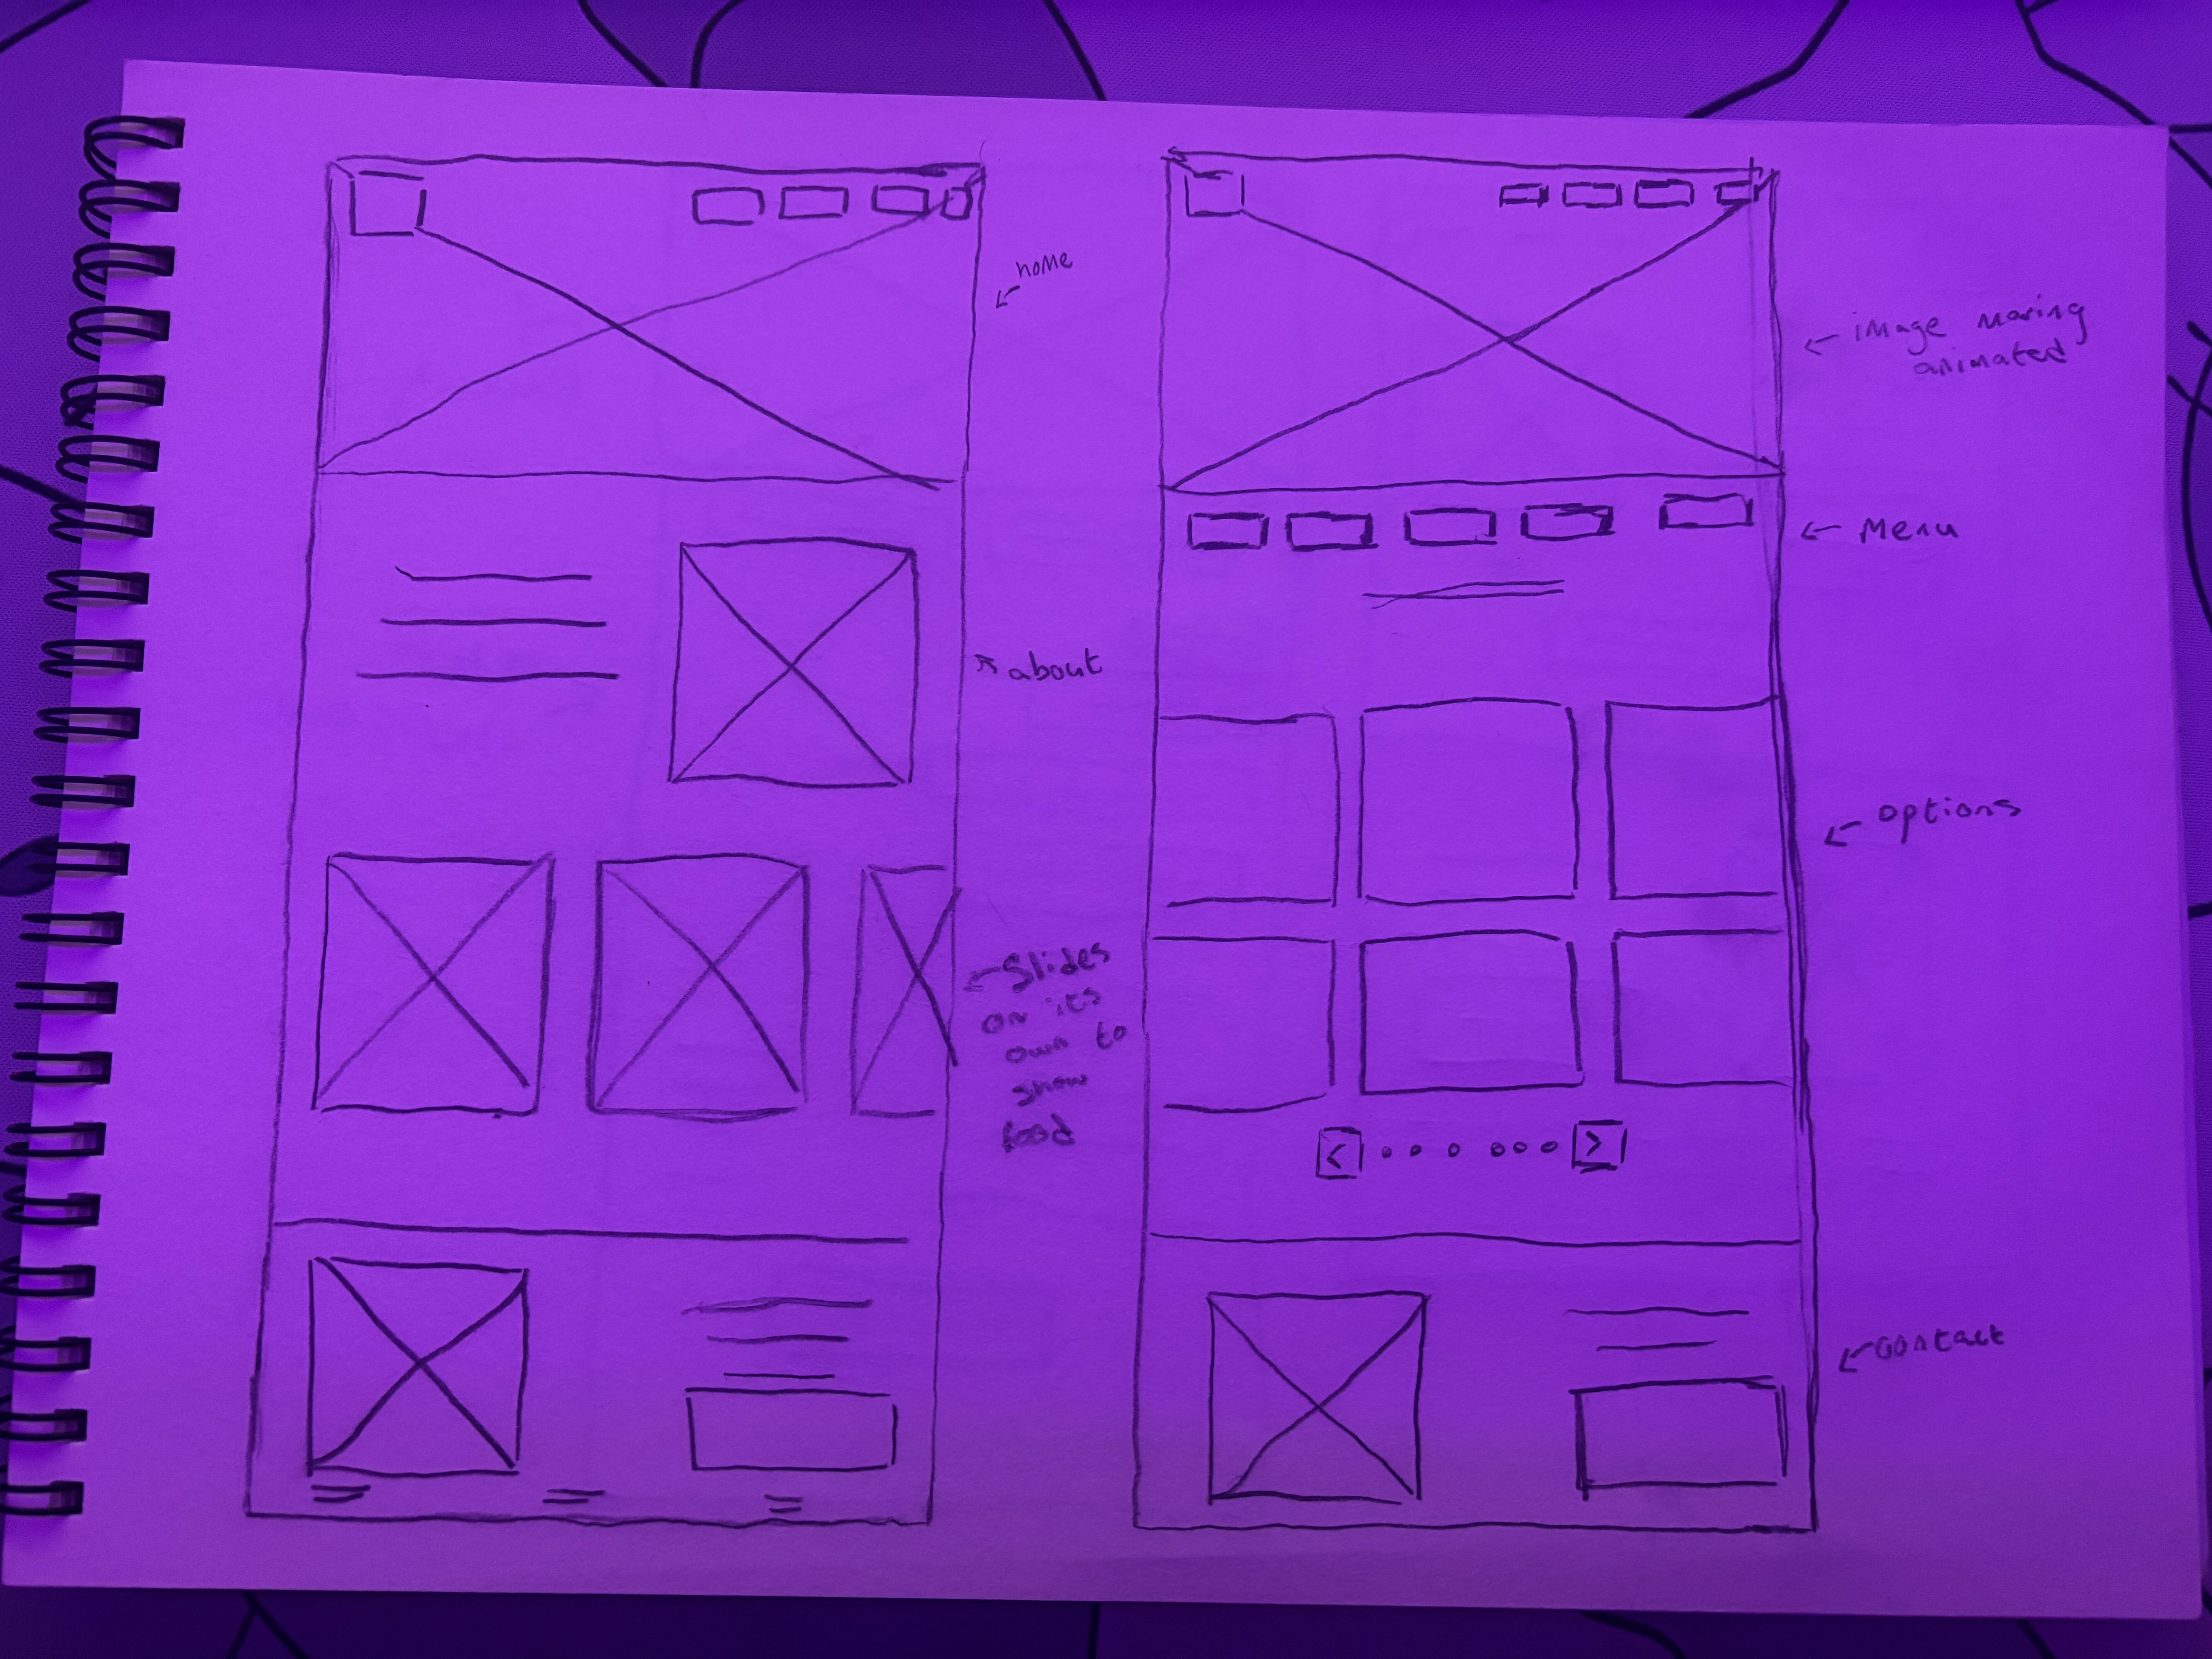 ← home
↖ about
← Slides
on its
own to
show
food
← image moving
animated
← Menu
← options
< . . . . . . >
← contact